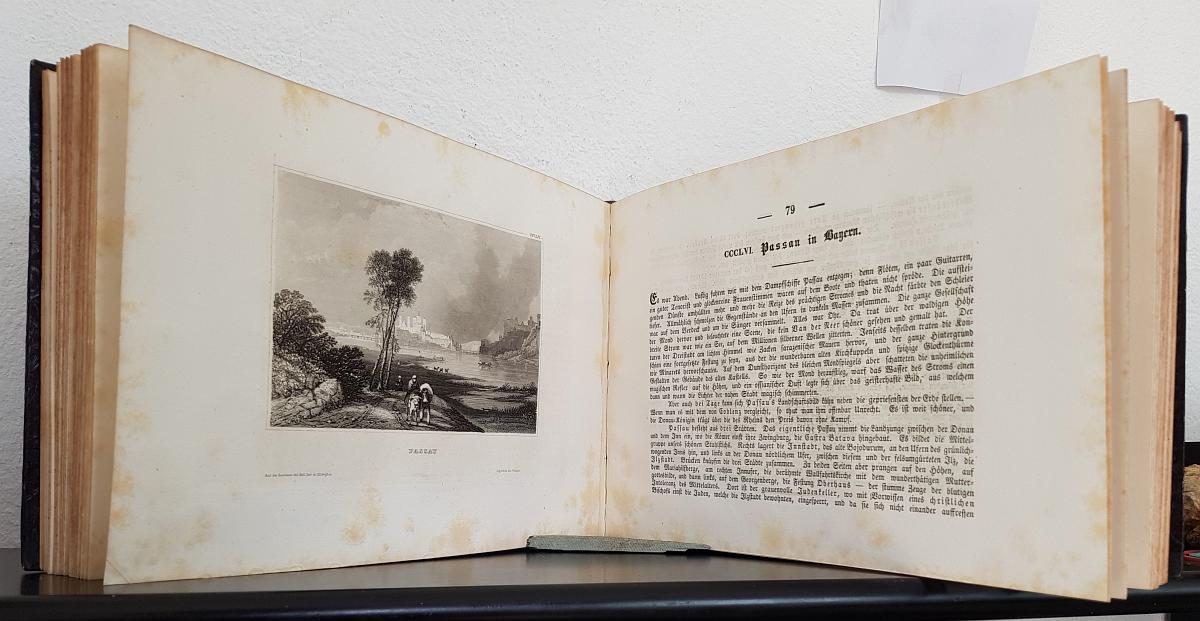 PASSAU
— 79 —
CCCLVI. Passau in Bayern.
Es war Abend. Lustig fuhren wir mit dem Dampfschiffe Passau entgegen; denn Flöten, ein paar Guitarren,
ein guter Tenorist und glockenreine Frauenstimmen waren auf dem Boote und thaten nicht spröde. Die aufstei-
genden Dünste umhüllten mehr und mehr die Reize des prächtigen Stromes und die Nacht färbte den Schleier
tiefer. Allmählich schmolzen die Gegenstände an den Ufern in dunkele Massen zusammen. Die ganze Gesellschaft
war auf dem Verdeck und um die Sänger versammelt. Alles war Ohr. Da trat über der waldigen Höhe
der Mond hervor und beleuchtete eine Scene, die kein Van der Neer schöner gesehen und gemalt hat. Der
breite Strom war wie ein See, auf dem Millionen silberner Wellen zitterten. Jenseits desselben traten die Kon-
turen der Dreistadt am lichten Himmel wie Zacken sarazenischer Mauern hervor, und der ganze Hintergrund
schien eine fortgesetzte Festung zu seyn, aus der die wunderbaren alten Kirchkuppeln und spitzige Glockenthürme
wie Minarets hervorschauten. Auf dem Dunsthorizont des bleichen Mondspiegels aber schatteten die unheimlichen
Gestalten der Gebäude des alten Kastells. So wie der Mond heraufstieg, warf das Wasser des Stroms einen
magischen Reflex auf die Höhen, und ein ossianischer Duft legte sich über das geisterhafte Bild, aus welchem
dann und wann die Lichter der nahen Stadt magisch schimmerten.
Aber auch bei Tage kann sich Passau's Landschaftsbild kühn neben die gepriesensten der Erde stellen. —
Wenn man es mit dem von Coblenz vergleicht, so thut man ihm offenbar Unrecht. Es ist weit schöner, und
die Donau-Königin trägt über die des Rheins den Preis davon ohne Kampf.
Passau besteht aus drei Städten. Das eigentliche Passau nimmt die Landzunge zwischen der Donau
und dem Inn ein, wo die Römer einst ihre Zwingburg, die Castra Batava hingebaut. Es bildet die Mittel-
gruppe unsers schönen Stahlstichs. Rechts lagert die Innstadt, das alte Bojodurum, an den Ufern des grünlich-
wogenden Inns hin, und links an der Donau nördlichem Ufer, zwischen diesem und der felsumgürteten Ilz, die
Ilzstadt. Brücken knüpfen die drei Städte zusammen. Zu beiden Seiten aber prangen auf den Höhen, auf
dem Mariahilfberge, am rechten Innufer, die berühmte Wallfahrtskirche mit dem wunderthätigen Mutter-
gottesbilde, und dann links, auf dem Georgenberge, die Festung Oberhaus — der stumme Zeuge der blutigen
Intoleranz des Mittelalters. Dort ist der grauenvolle Judenkeller, wo mit Vorwissen eines christlichen
Bischofs einst die Juden, welche die Ilzstadt bewohnten, eingesperrt, und da sie sich nicht einander auffressen